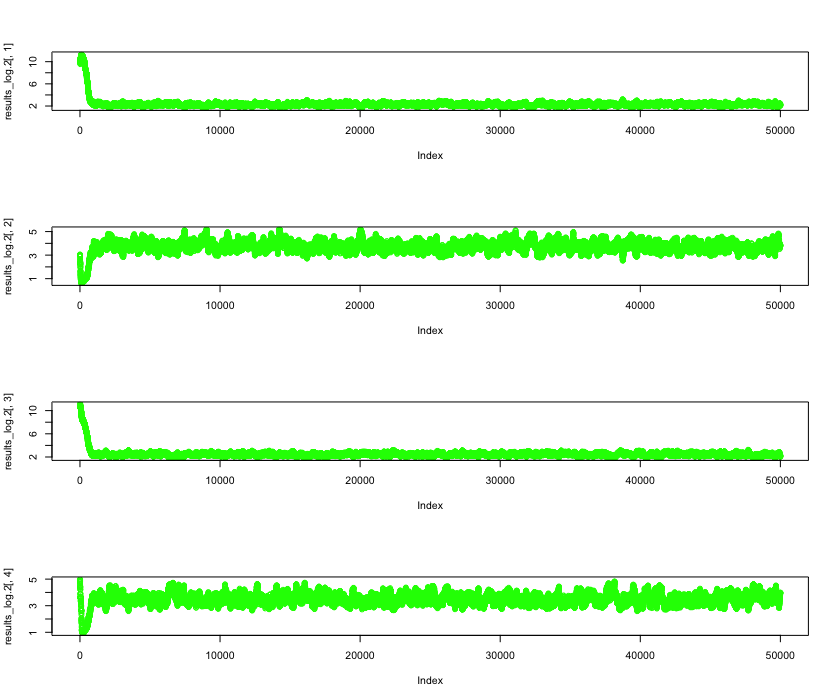 results_log.2[, 1]
2 6 10
0 10000 20000 30000 40000 50000
Index
results_log.2[, 2]
1 3 5
0 10000 20000 30000 40000 50000
Index
results_log.2[, 3]
2 6 10
0 10000 20000 30000 40000 50000
Index
results_log.2[, 4]
1 3 5
0 10000 20000 30000 40000 50000
Index